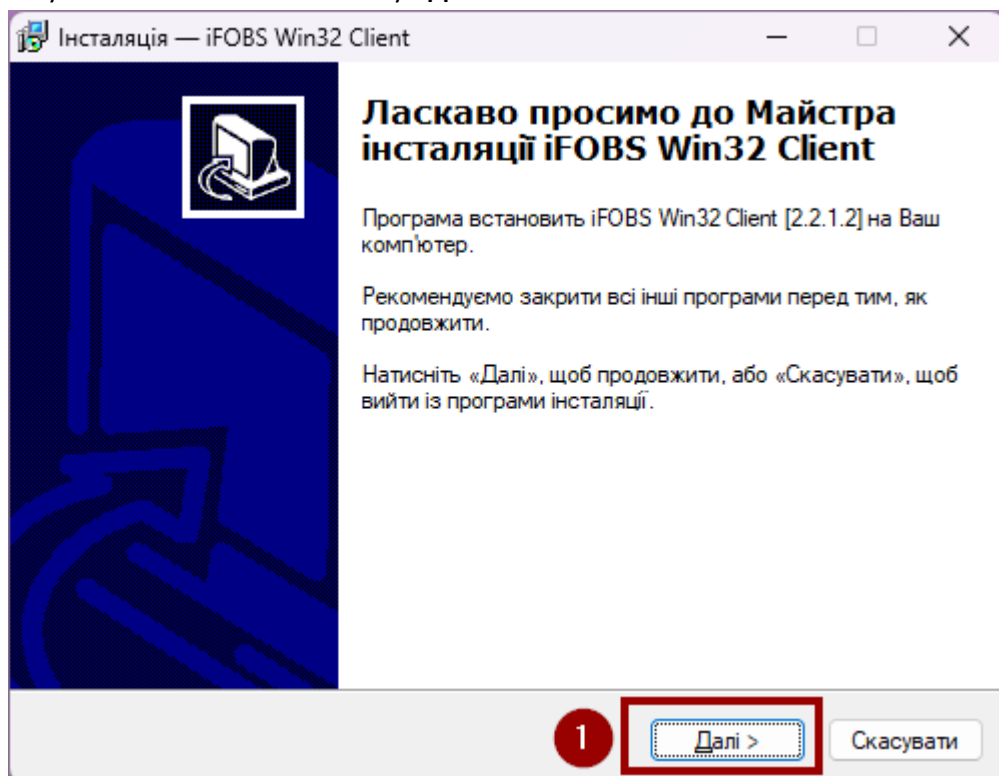 Інсталяція — iFOBS Win32 Client
Ласкаво просимо до Майстра
інсталяції iFOBS Win32 Client
Програма встановить iFOBS Win32 Client [2.2.1.2] на Ваш
комп'ютер.
Рекомендуємо закрити всі інші програми перед тим, як
продовжити.
Натисніть «Далі», щоб продовжити, або «Скасувати», щоб
вийти із програми інсталяції.
1 Далі > Скасувати